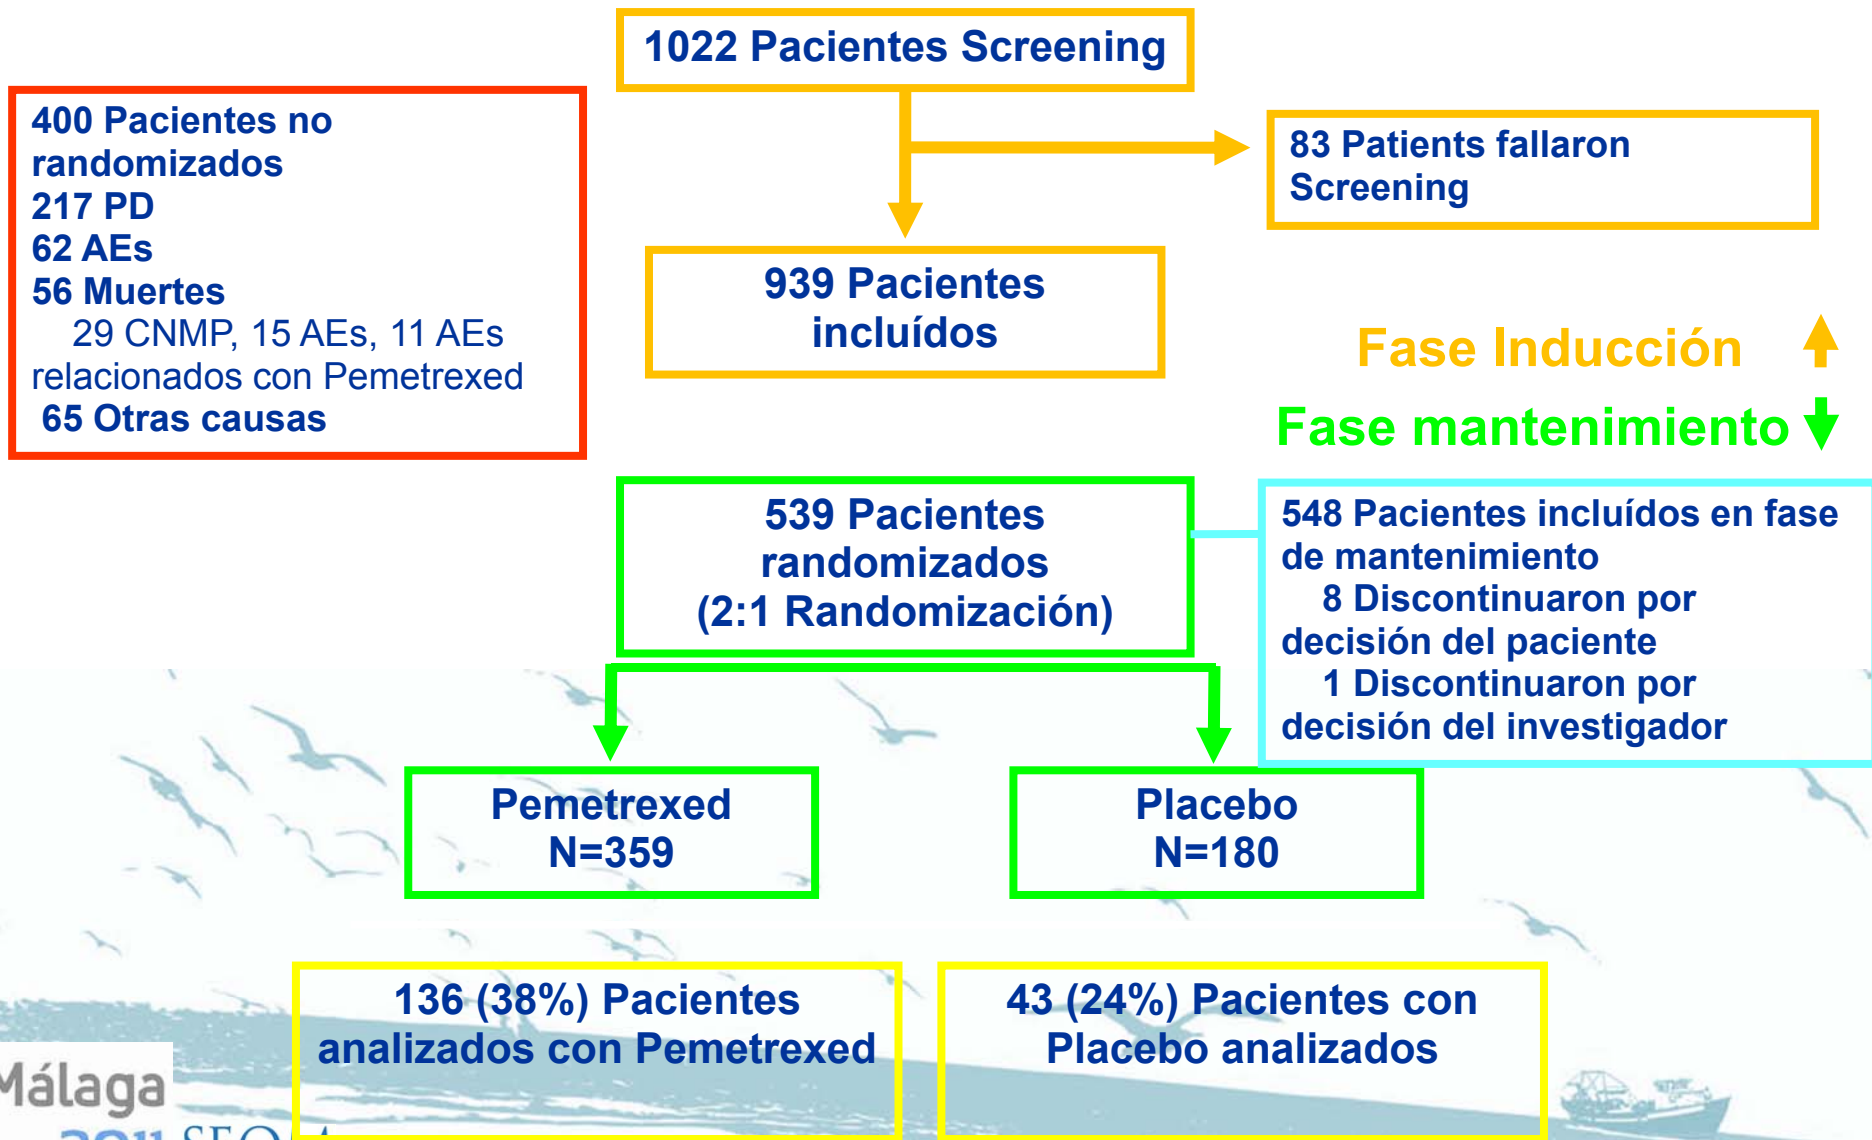 1022 Pacientes Screening
400 Pacientes no
randomizados
217 PD
62 AEs
56 Muertes
29 CNMP, 15 AEs, 11 AEs
relacionados con Pemetrexed
65 Otras causas
83 Patients fallaron
Screening
939 Pacientes
incluídos
Fase Inducción
Fase mantenimiento
539 Pacientes
randomizados
(2:1 Randomización)
548 Pacientes incluídos en fase
de mantenimiento
8 Discontinuaron por
decisión del paciente
1 Discontinuaron por
decisión del investigador
Pemetrexed
N=359
Placebo
N=180
136 (38%) Pacientes
analizados con Pemetrexed
43 (24%) Pacientes con
Placebo analizados
Málaga
2011